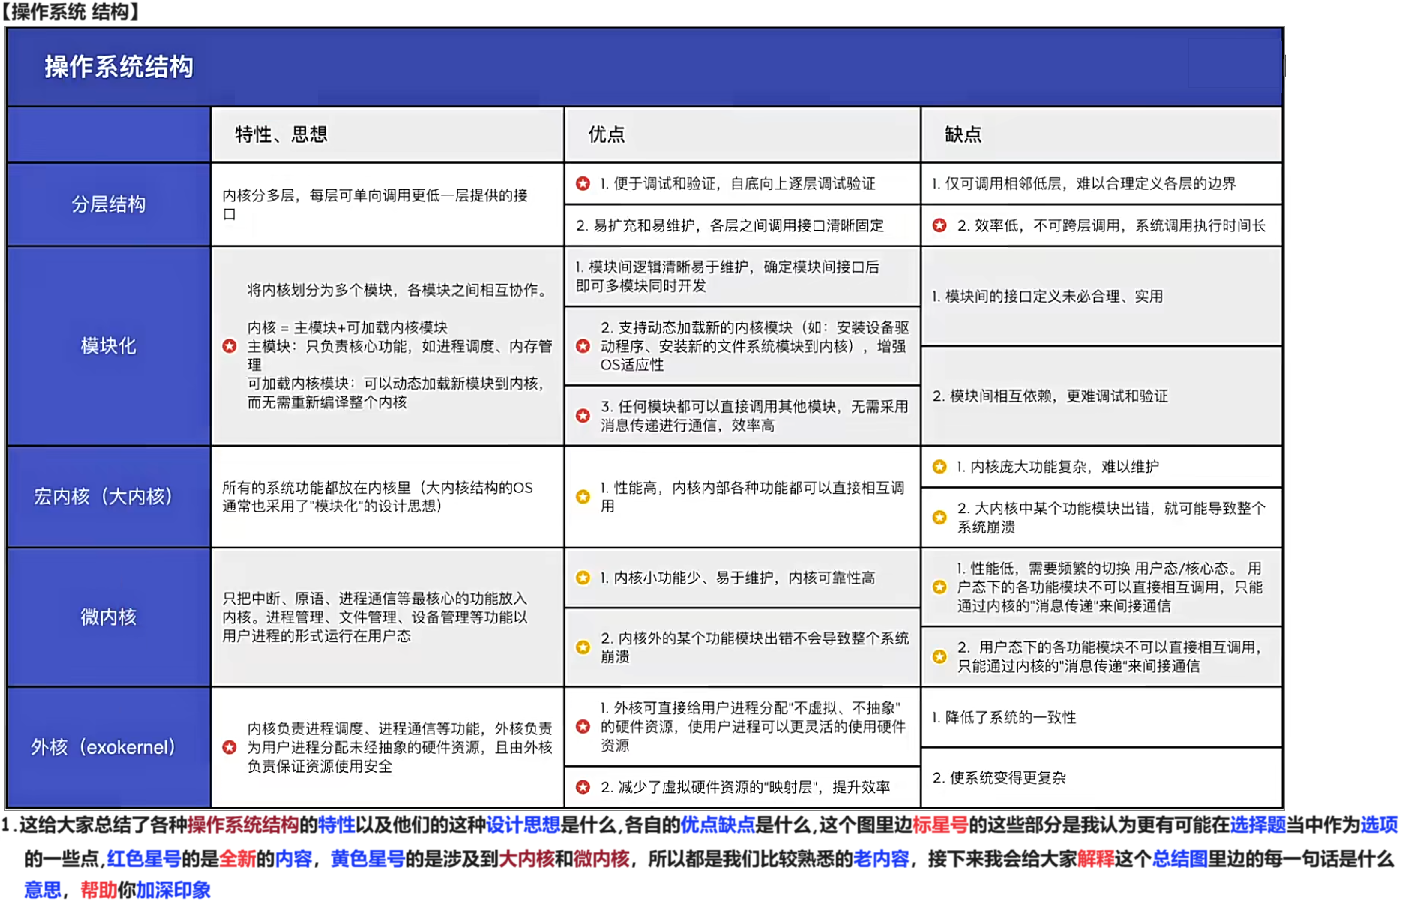 【操作系统 结构】
操作系统结构
特性、思想
优点
缺点
分层结构
内核分多层，每层可单向调用更低一层提供的接
口
1. 便于调试和验证，自底向上逐层调试验证
2. 易扩充和易维护，各层之间调用接口清晰固定
1. 仅可调用相邻低层，难以合理定义各层的边界
2. 效率低，不可跨层调用，系统调用执行时间长
模块化
将内核划分为多个模块，各模块之间相互协作。
内核 = 主模块+可加载内核模块
主模块：只负责核心功能，如进程调度、内存管
理
可加载内核模块：可以动态加载新模块到内核，
而无需重新编译整个内核
1. 模块间逻辑清晰易于维护，确定模块间接口后
即可多模块同时开发
2. 支持动态加载新的内核模块（如：安装设备驱
动程序、安装新的文件系统模块到内核），增强
OS适应性
3. 任何模块都可以直接调用其他模块，无需采用
消息传递进行通信，效率高
1. 模块间的接口定义未必合理、实用
2. 模块间相互依赖，更难调试和验证
宏内核（大内核）
所有的系统功能都放在内核里（大内核结构的OS
通常也采用了"模块化"的设计思想）
1. 性能高，内核内部各种功能都可以直接相互调
用
1. 内核庞大功能复杂，难以维护
2. 大内核中某个功能模块出错，就可能导致整个
系统崩溃
微内核
只把中断、原语、进程通信等最核心的功能放入
内核。进程管理、文件管理、设备管理等功能以
用户进程的形式运行在用户态
1. 内核小功能少、易于维护，内核可靠性高
2. 内核外的某个功能模块出错不会导致整个系统
崩溃
1. 性能低，需要频繁的切换 用户态/核心态。 用
户态下的各功能模块不可以直接相互调用，只能
通过内核的"消息传递"来间接通信
2. 用户态下的各功能模块不可以直接相互调用，
只能通过内核的"消息传递"来间接通信
外核（exokernel）
内核负责进程调度、进程通信等功能，外核负责
为用户进程分配未经抽象的硬件资源，且由外核
负责保证资源使用安全
1. 外核可直接给用户进程分配"不虚拟、不抽象"
的硬件资源，使用户进程可以更灵活的使用硬件
资源
2. 减少了虚拟硬件资源的"映射层"，提升效率
1. 降低了系统的一致性
2. 使系统变得更复杂
1.这给大家总结了各种操作系统结构的特性以及他们的这种设计思想是什么,各自的优点缺点是什么,这个图里边标星号的这些部分是我认为更有可能在选择题当中作为选项
的一些点,红色星号的是全新的内容，黄色星号的是涉及到大内核和微内核，所以都是我们比较熟悉的老内容，接下来我会给大家解释这个总结图里边的每一句话是什么
意思，帮助你加深印象